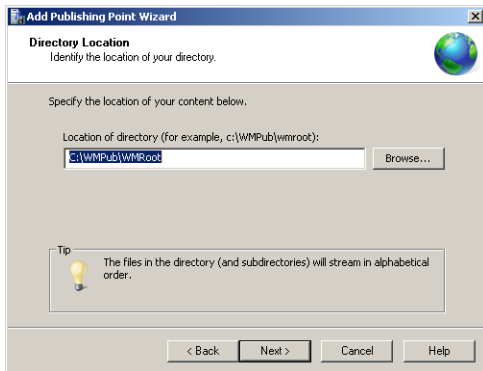 Add Publishing Point Wizard
Directory Location
Identify the location of your directory.
Specify the location of your content below.
Location of directory (for example, c:\WMPub\wmroot):
C:\WMPub\WMRoot
Browse...
Tip
The files in the directory (and subdirectories) will stream in alphabetical
order.
< Back
Next >
Cancel
Help